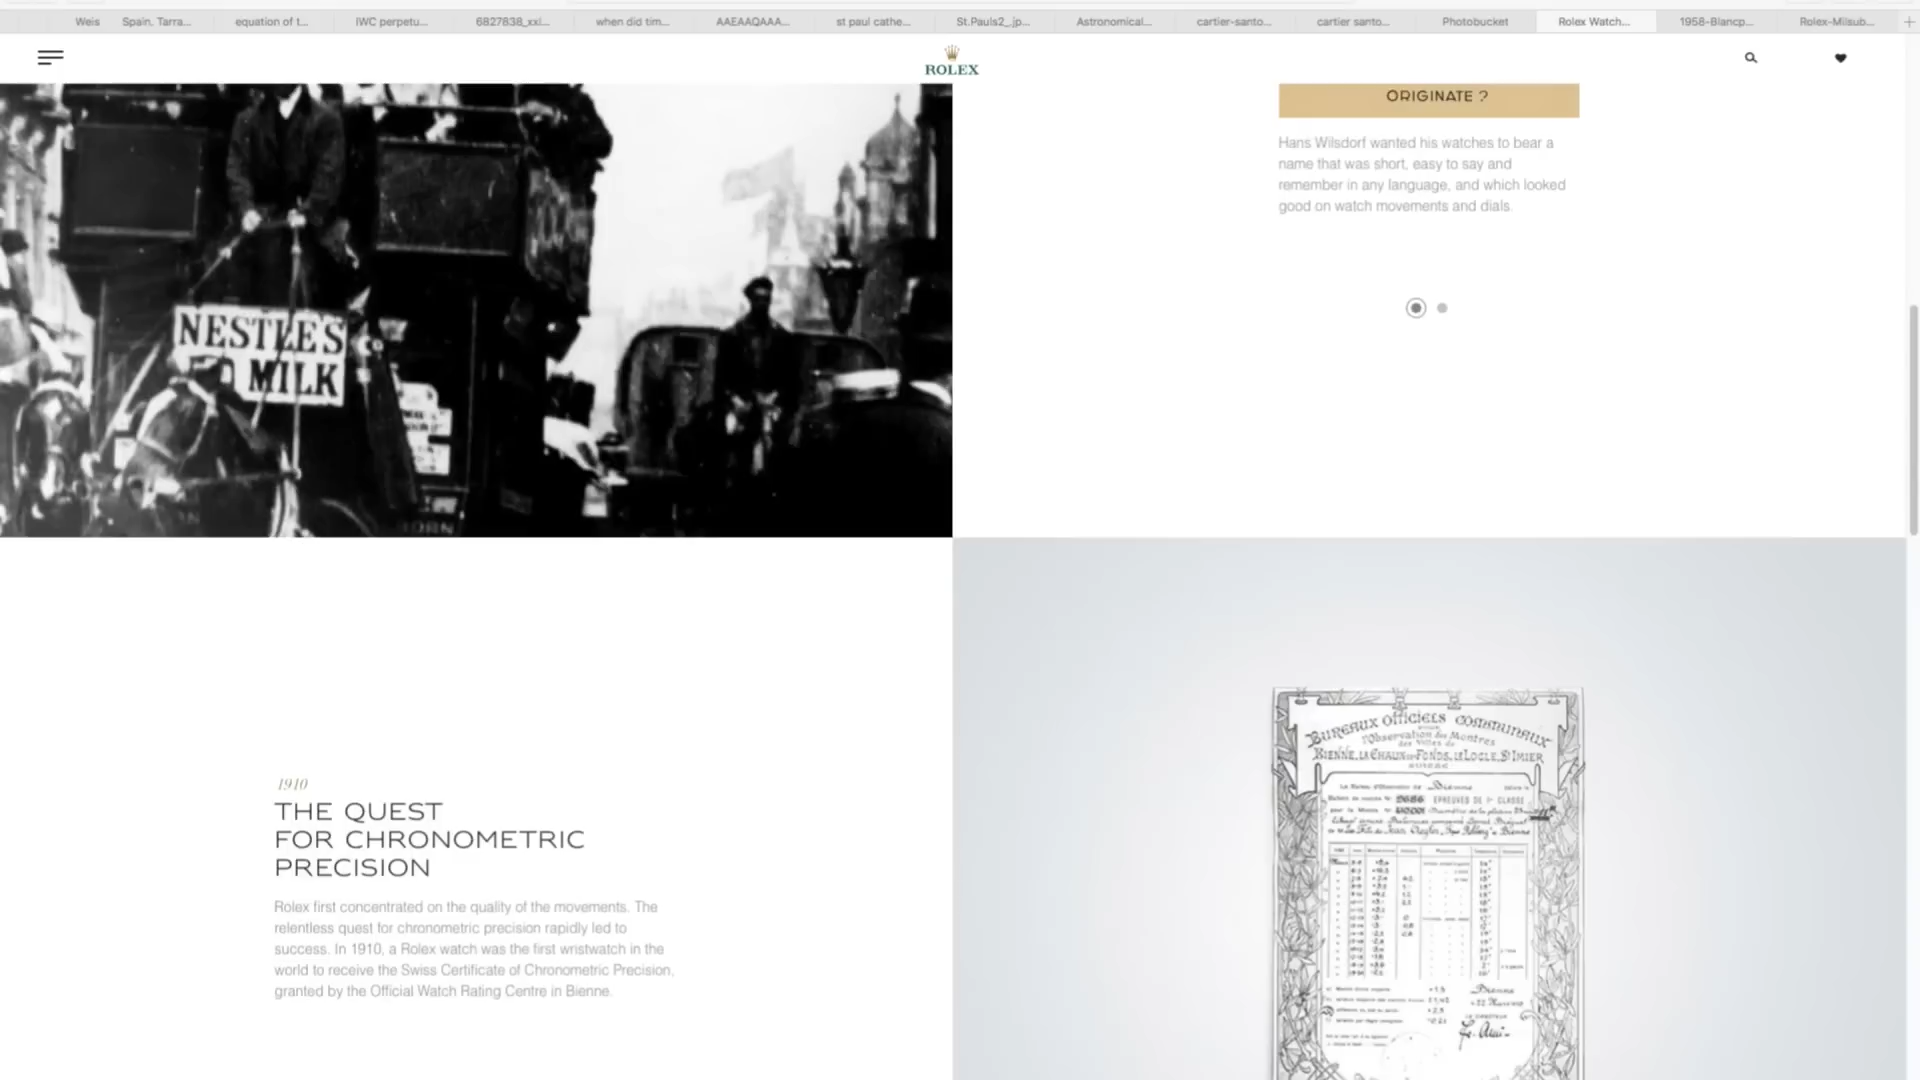 Weis
Spain. Tarra...
equation of t...
IWC perpetu...
6827838_xxl...
when did tim...
AAEAAQAAA...
st paul cathe...
St.Pauls2_.jp...
Astronomical...
cartier-santo...
cartier santo...
Photobucket
Rolex Watch...
1958-Blancp...
Rolex-Milsub...
ROLEX
ORIGINATE ?
Hans Wilsdorf wanted his watches to bear a
name that was short, easy to say and
remember in any language, and which looked
good on watch movements and dials.
NESTLE'S
MILK
1910
THE QUEST
FOR CHRONOMETRIC
PRECISION
Rolex first concentrated on the quality of the movements. The
relentless quest for chronometric precision rapidly led to
success. In 1910, a Rolex watch was the first wristwatch in the
world to receive the Swiss Certificate of Chronometric Precision,
granted by the Official Watch Rating Centre in Bienne.
BUREAUX OFFICIELS COMMUNAUX
l'Observation des Montres
des Villes de
BIENNE, LA CHAUX-DE-FONDS, LE LOCLE, ST IMIER